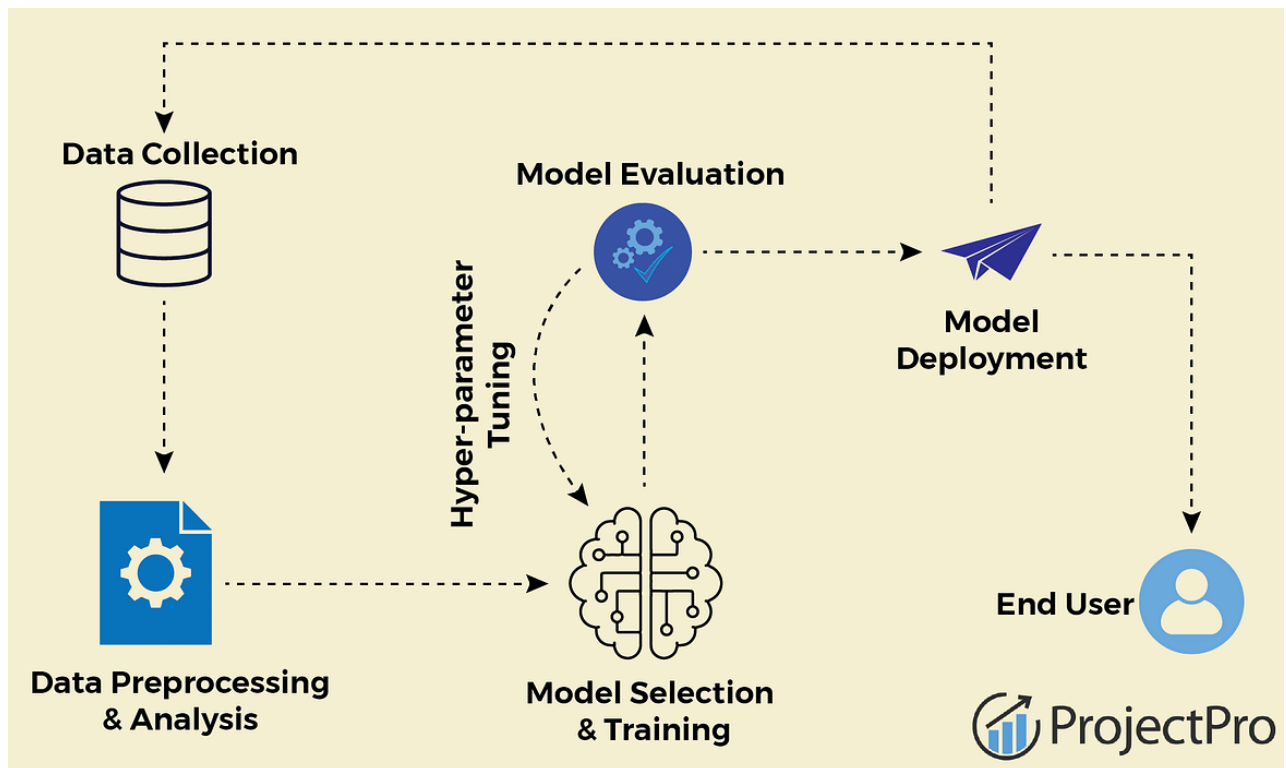 Data Collection
Model Evaluation
Hyper-parameter
Tuning
Model
Deployment
End User
Data Preprocessing
& Analysis
Model Selection
& Training
ProjectPro